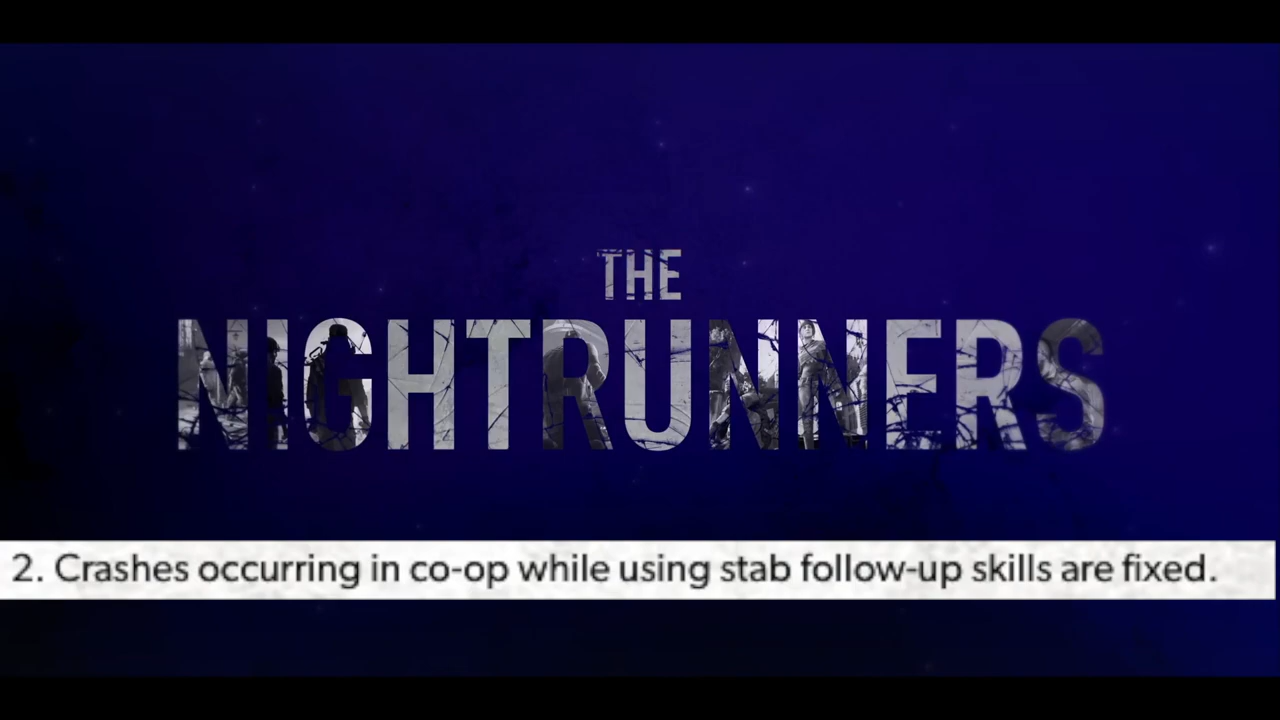 THE
NIGHTRUNNERS
2. Crashes occurring in co-op while using stab follow-up skills are fixed.